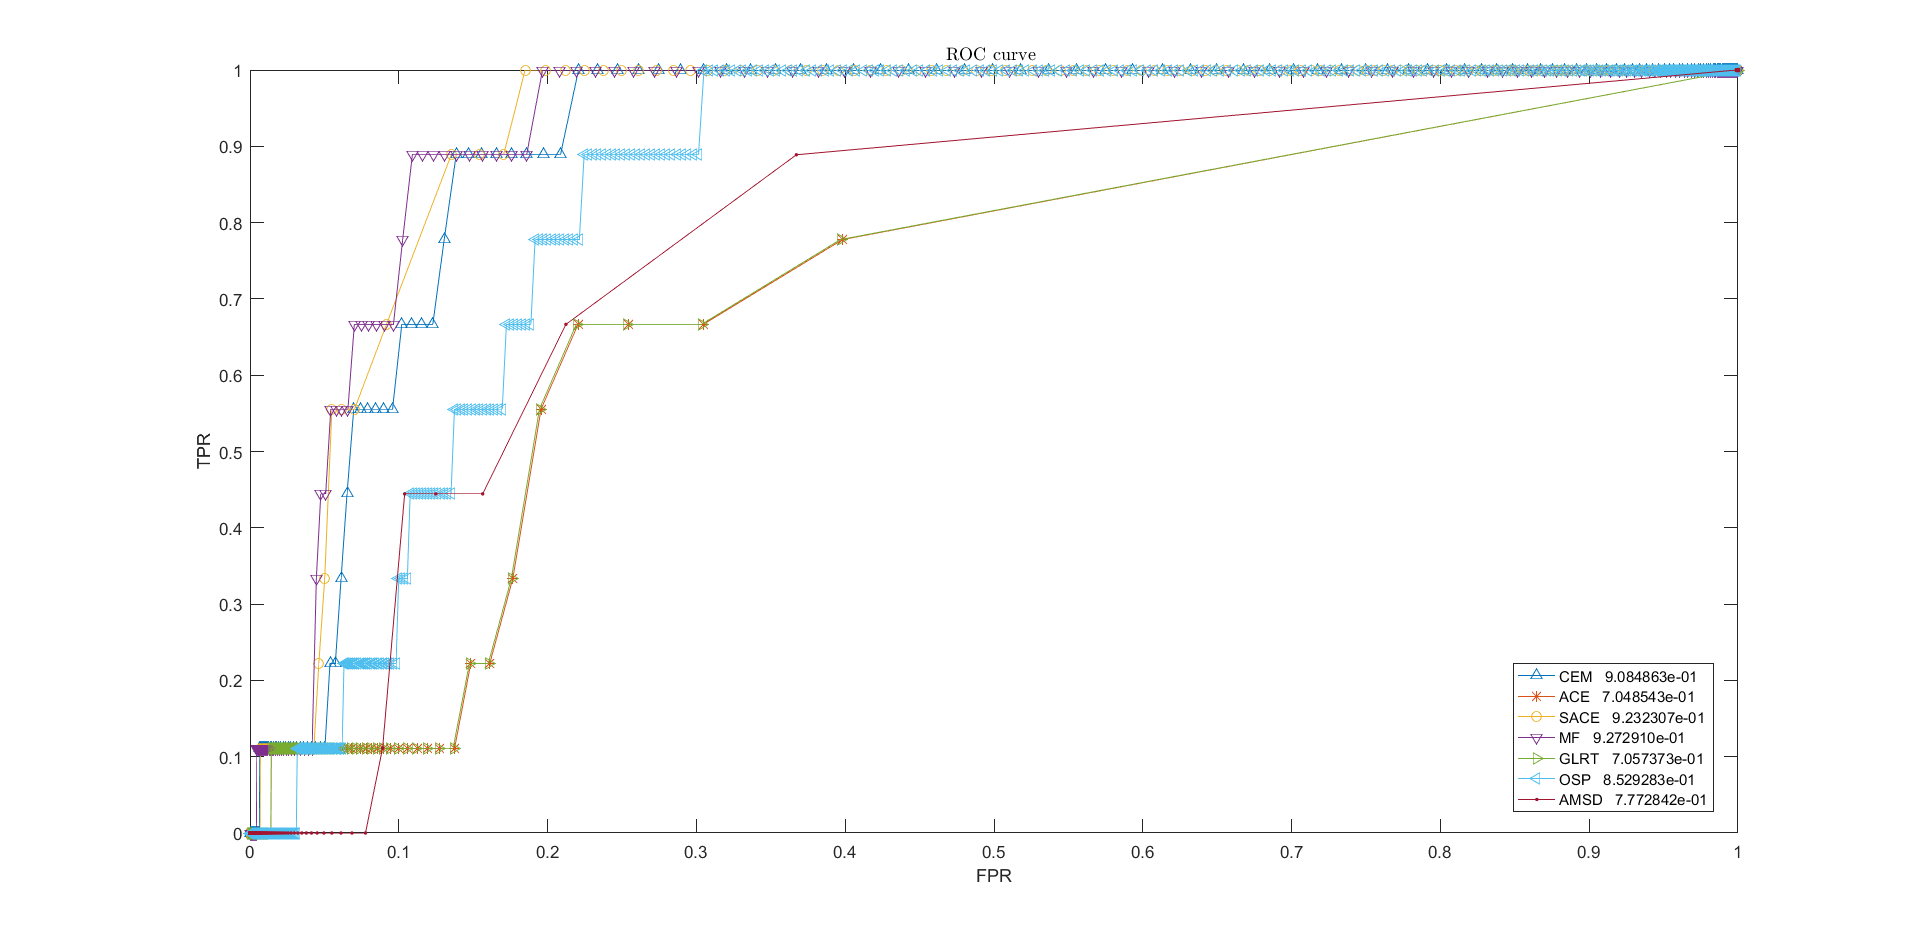 ROC curve
1
0.9
0.8
0.7
0.6
0.5
0.4
0.3
0.2
0.1
0
TPR
0 0.1 0.2 0.3 0.4 0.5 0.6 0.7 0.8 0.9 1
FPR
CEM 9.084863e-01
ACE 7.048543e-01
SACE 9.232307e-01
MF 9.272910e-01
GLRT 7.057373e-01
OSP 8.529283e-01
AMSD 7.772842e-01